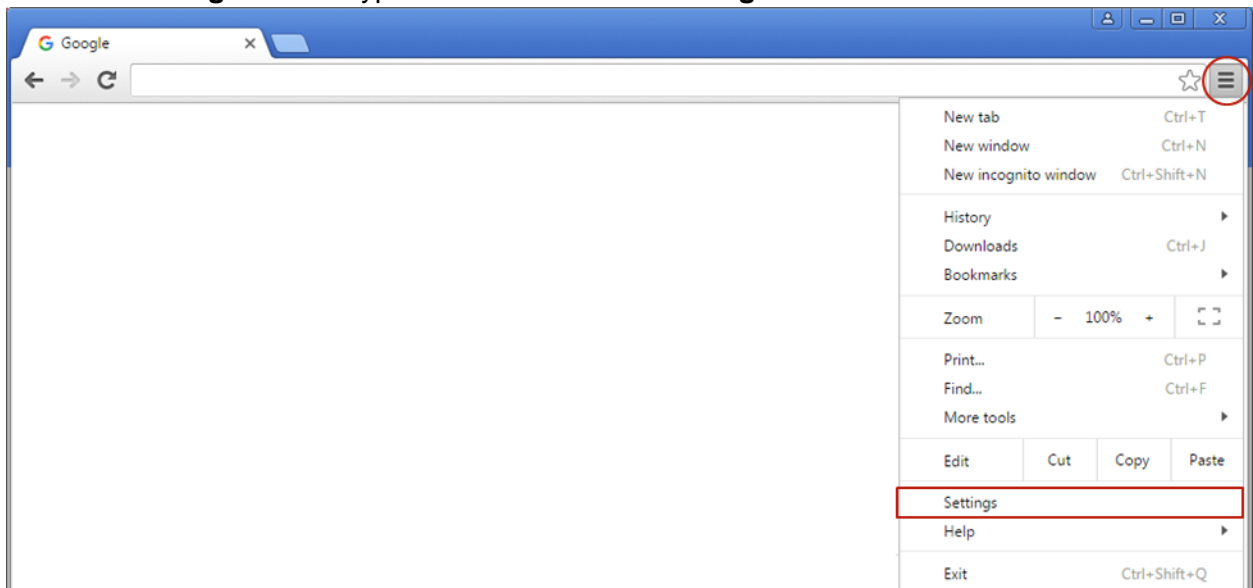 Google
New tab Ctrl+T
New window Ctrl+N
New incognito window Ctrl+Shift+N
History
Downloads Ctrl+J
Bookmarks
Zoom - 100% +
Print... Ctrl+P
Find... Ctrl+F
More tools
Edit Cut Copy Paste
Settings
Help
Exit Ctrl+Shift+Q